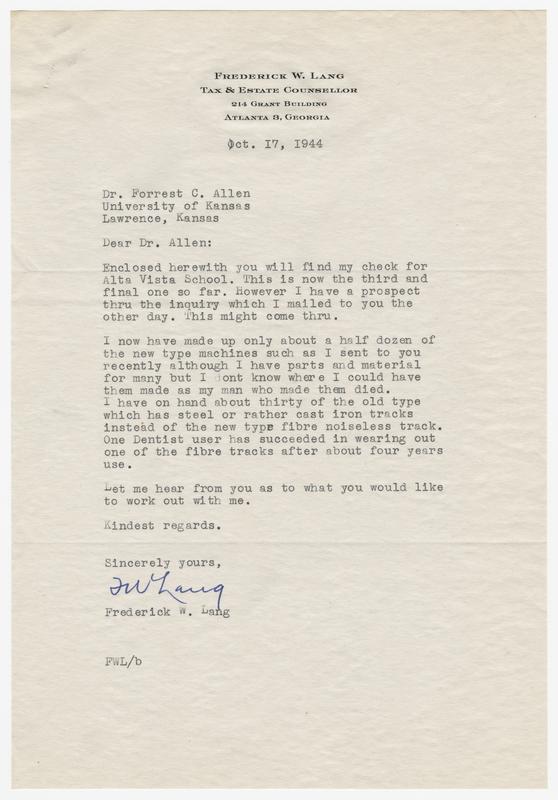 Frederick W. Lang
Tax & Estate Counsellor
214 Grant Building
Atlanta 3, Georgia
Oct. 17, 1944
Dr. Forrest C. Allen
University of Kansas
Lawrence, Kansas
Dear Dr. Allen:
Enclosed herewith you will find my check for
Alta Vista School. This is now the third and
final one so far. However I have a prospect
thru the inquiry which I mailed to you the
other day. This might come thru.
I now have made up only about a half dozen of
the new type machines such as I sent to you
recently although I have parts and material
for many but I dont know where I could have
them made as my man who made them died.
I have on hand about thirty of the old type
which has steel or rather cast iron tracks
instead of the new type fibre noiseless track.
One Dentist user has succeeded in wearing out
one of the fibre tracks after about four years
use.
Let me hear from you as to what you would like
to work out with me.
Kindest regards.
Sincerely yours,
FW Lang
Frederick W. Lang
FWL/b